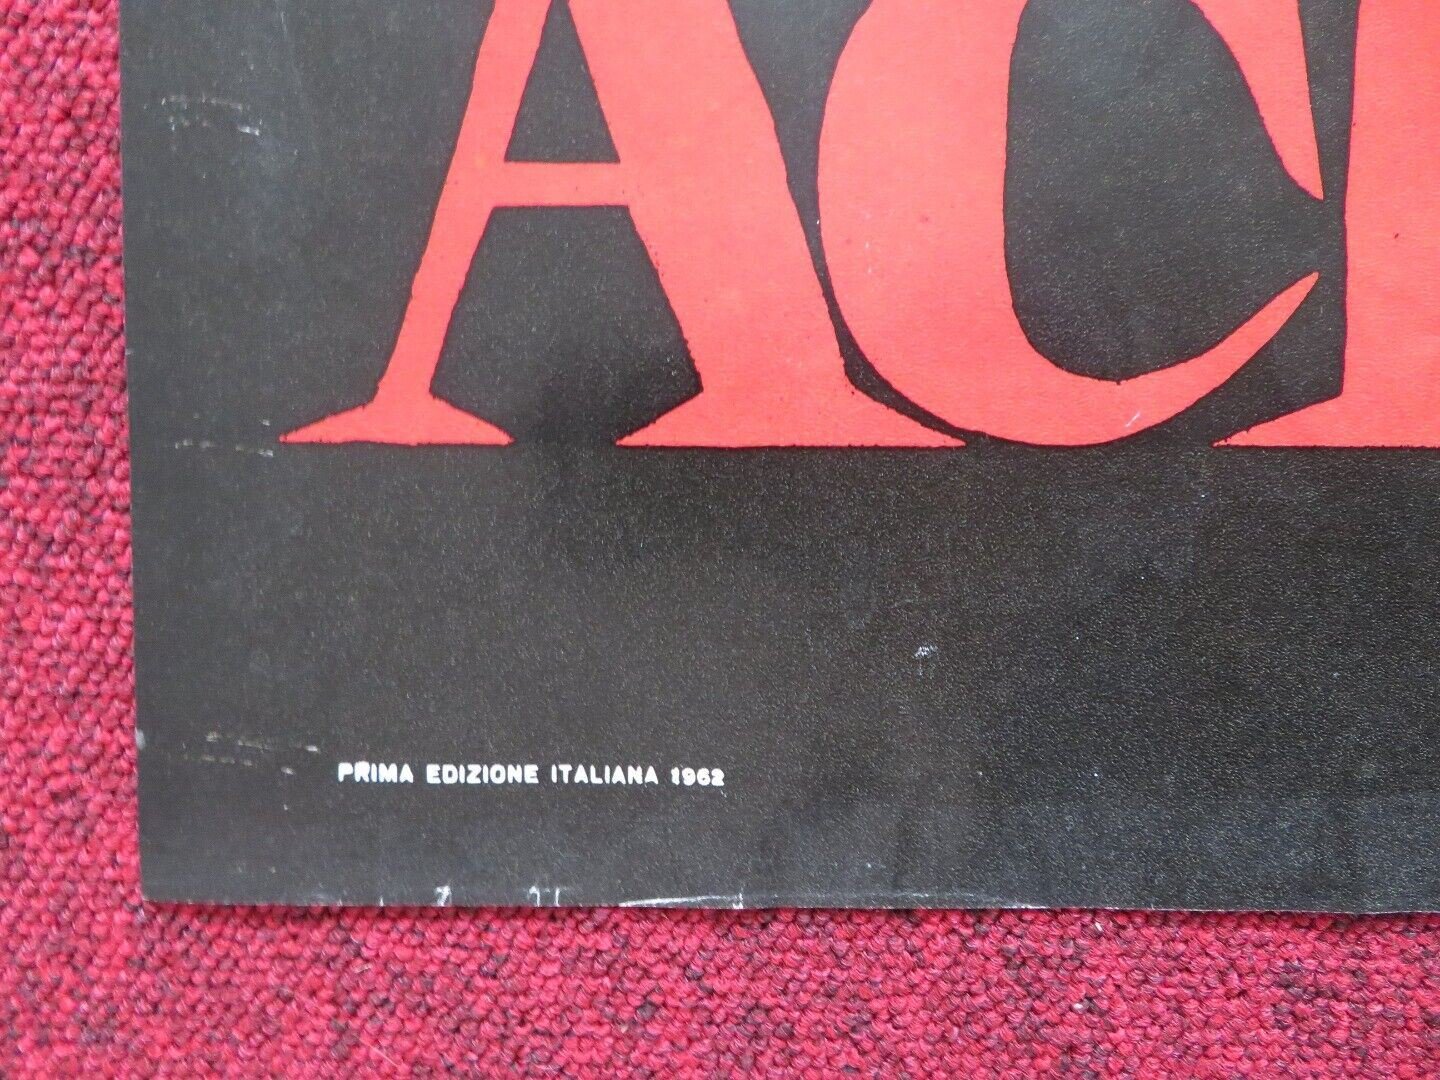 AC
PRIMA EDIZIONE ITALIANA 1962